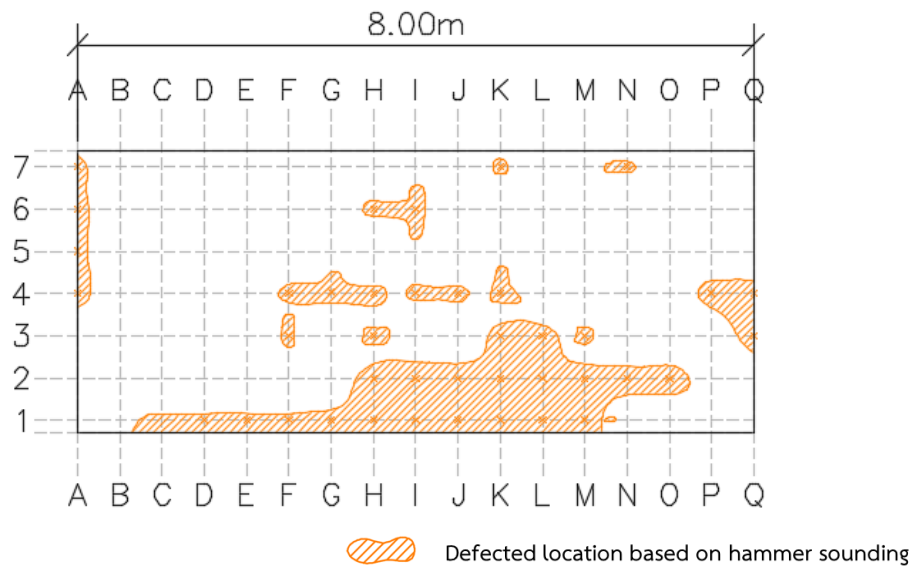 8.00m
A B C D E F G H I J K L M N O P Q
7
6
5
4
3
2
1
A B C D E F G H I J K L M N O P Q
Defected location based on hammer sounding